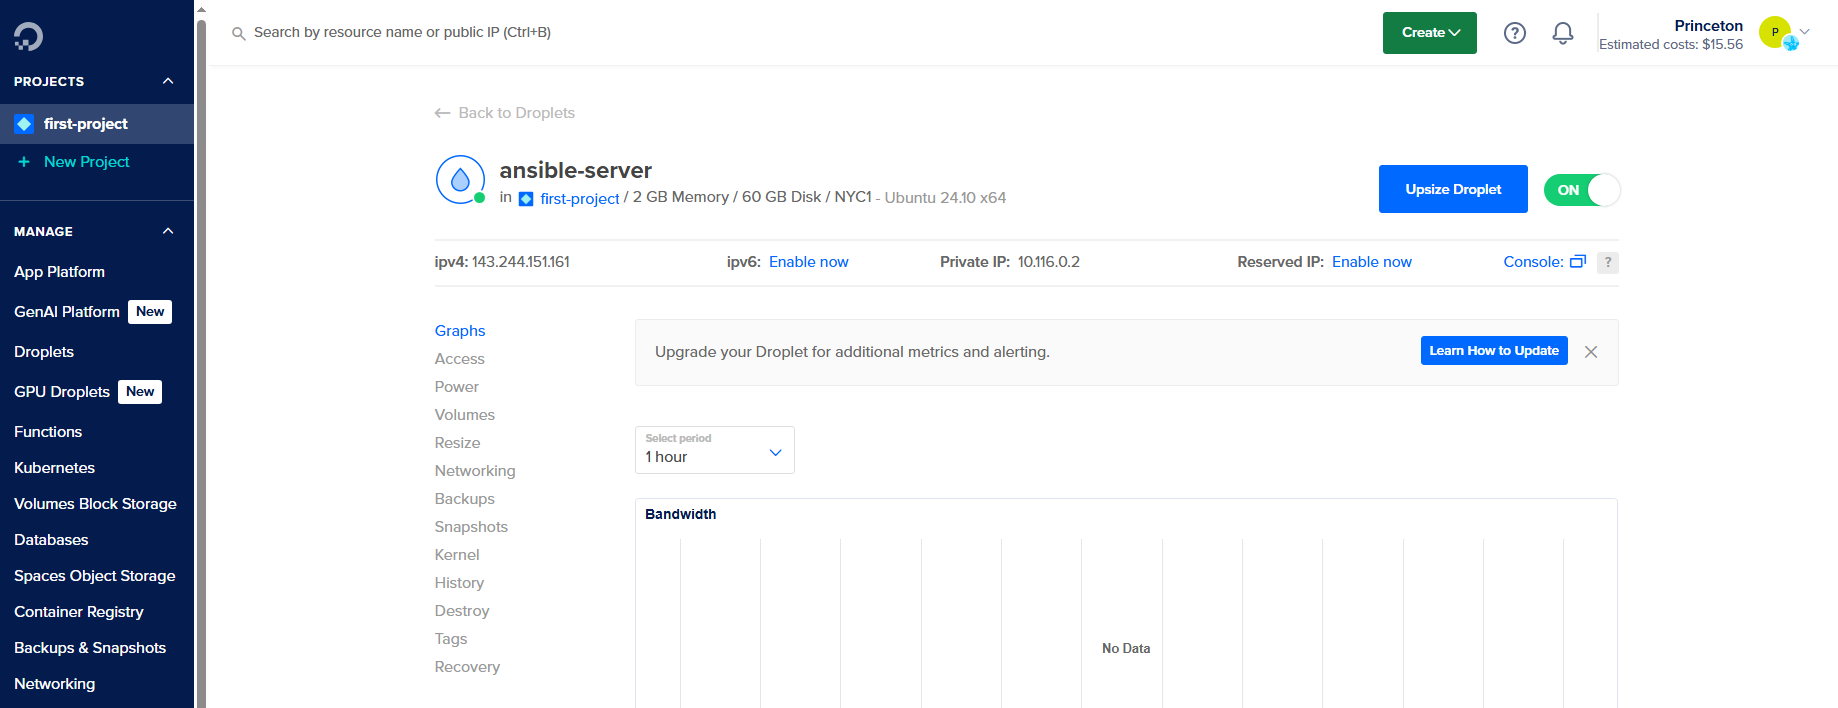 PROJECTS
first-project
+ New Project
MANAGE
App Platform
GenAI Platform New
Droplets
GPU Droplets New
Functions
Kubernetes
Volumes Block Storage
Databases
Spaces Object Storage
Container Registry
Backups & Snapshots
Networking
Search by resource name or public IP (Ctrl+B)
Create
?
Princeton
Estimated costs: $15.56
P
← Back to Droplets
ansible-server
in first-project / 2 GB Memory / 60 GB Disk / NYC1 - Ubuntu 24.10 x64
Upsize Droplet
ON
ipv4: 143.244.151.161 ipv6: Enable now Private IP: 10.116.0.2 Reserved IP: Enable now Console: ?
Graphs
Access
Power
Volumes
Resize
Networking
Backups
Snapshots
Kernel
History
Destroy
Tags
Recovery
Upgrade your Droplet for additional metrics and alerting.
Learn How to Update
Select period
1 hour
Bandwidth
No Data